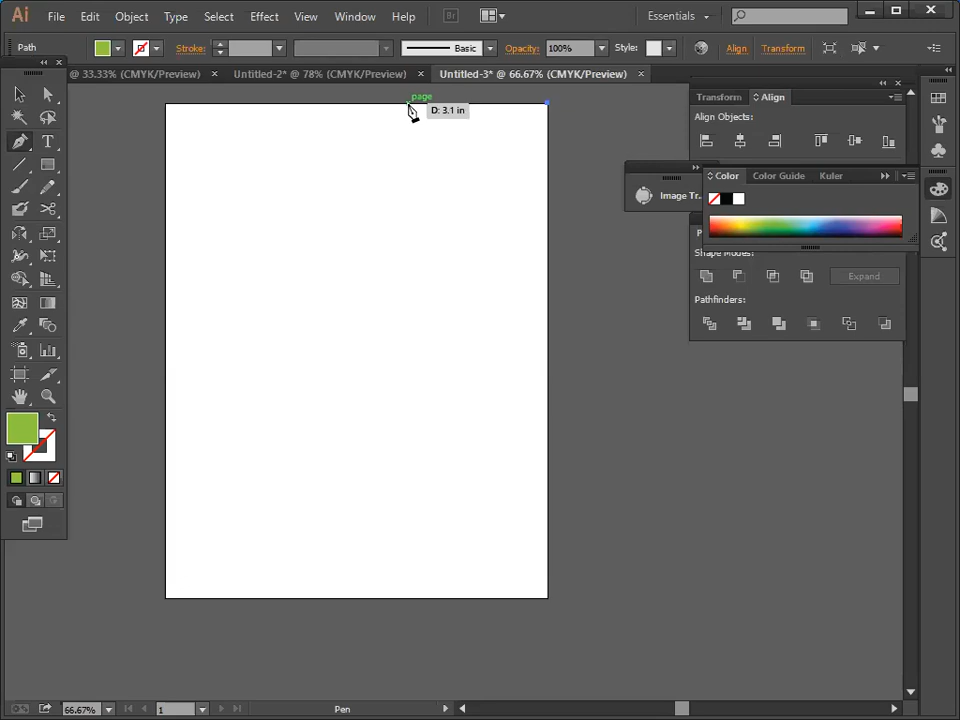 Ai File Edit Object Type Select Effect View Window Help Br Essentials
Path Stroke: Basic Opacity: 100% Style: Align Transform
@ 33.33% (CMYK/Preview) × Untitled-2* @ 78% (CMYK/Preview) × Untitled-3* @ 66.67% (CMYK/Preview) ×
page
D: 3.1 in
Transform Align
Align Objects:
Color Color Guide Kuler
Image Tr...
Shape Modes:
Expand
Pathfinders:
66.67% 1 Pen